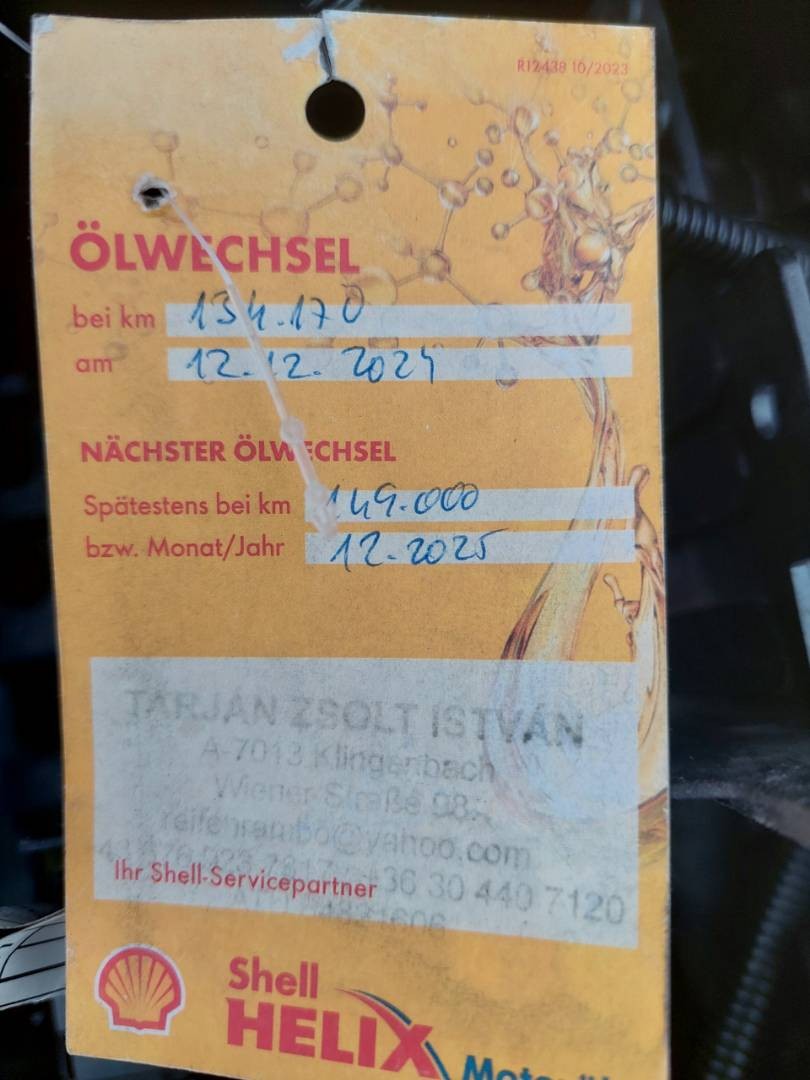 R12438 10/2023
ÖLWECHSEL
bei km 134.170
am 12.12.2024
NÄCHSTER ÖLWECHSEL
Spätestens bei km 149.000
bzw. Monat/Jahr 12-2025
TARJÁN ZSOLT ISTVÁN
A-7013 Klingenbach
Wiener Straße 98.
reifenrambo@yahoo.com
+36 30 440 7120
Ihr Shell-Servicepartner
Shell
HELIX